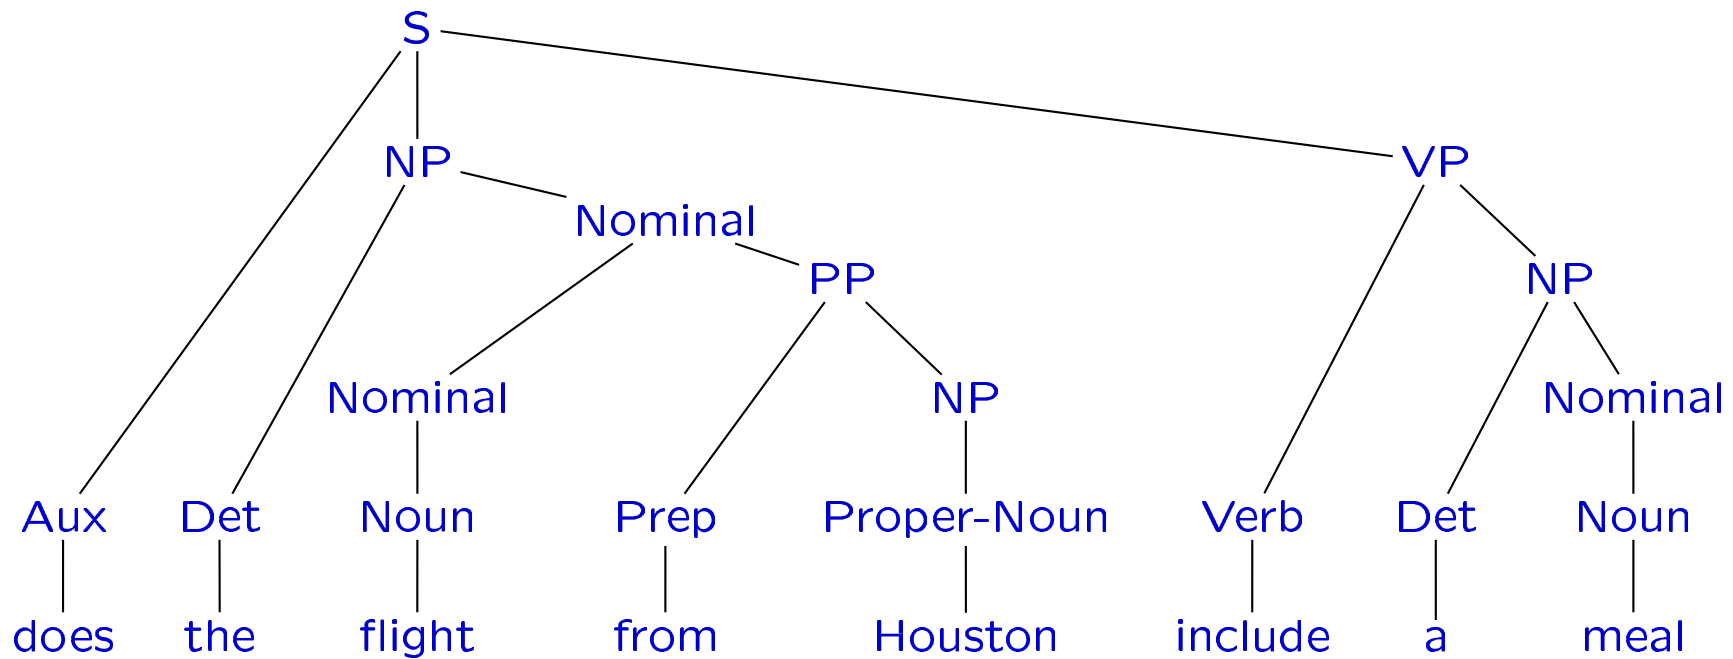 S
NP VP
Nominal
PP NP
Nominal NP Nominal
Aux Det Noun Prep Proper-Noun Verb Det Noun
does the flight from Houston include a meal